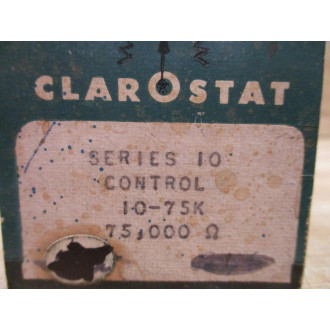 CLAROSTAT
SERIES 10
CONTROL
10-75K
75,000 Ω